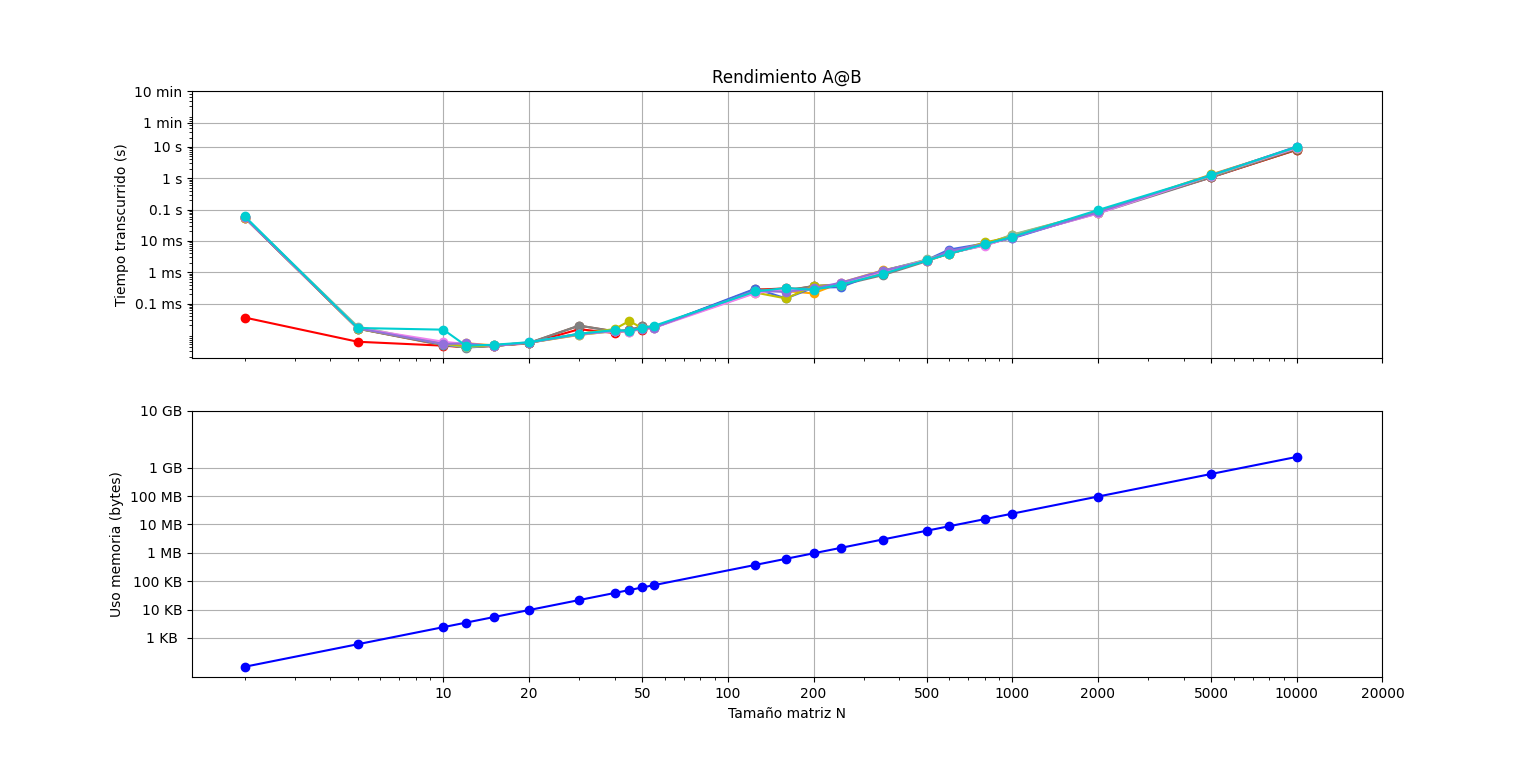 Rendimiento A@B
Tiempo transcurrido (s)
10 min
1 min
10 s
1 s
0.1 s
10 ms
1 ms
0.1 ms
Uso memoria (bytes)
10 GB
1 GB
100 MB
10 MB
1 MB
100 KB
10 KB
1 KB
10 20 50 100 200 500 1000 2000 5000 10000 20000
Tamaño matriz N